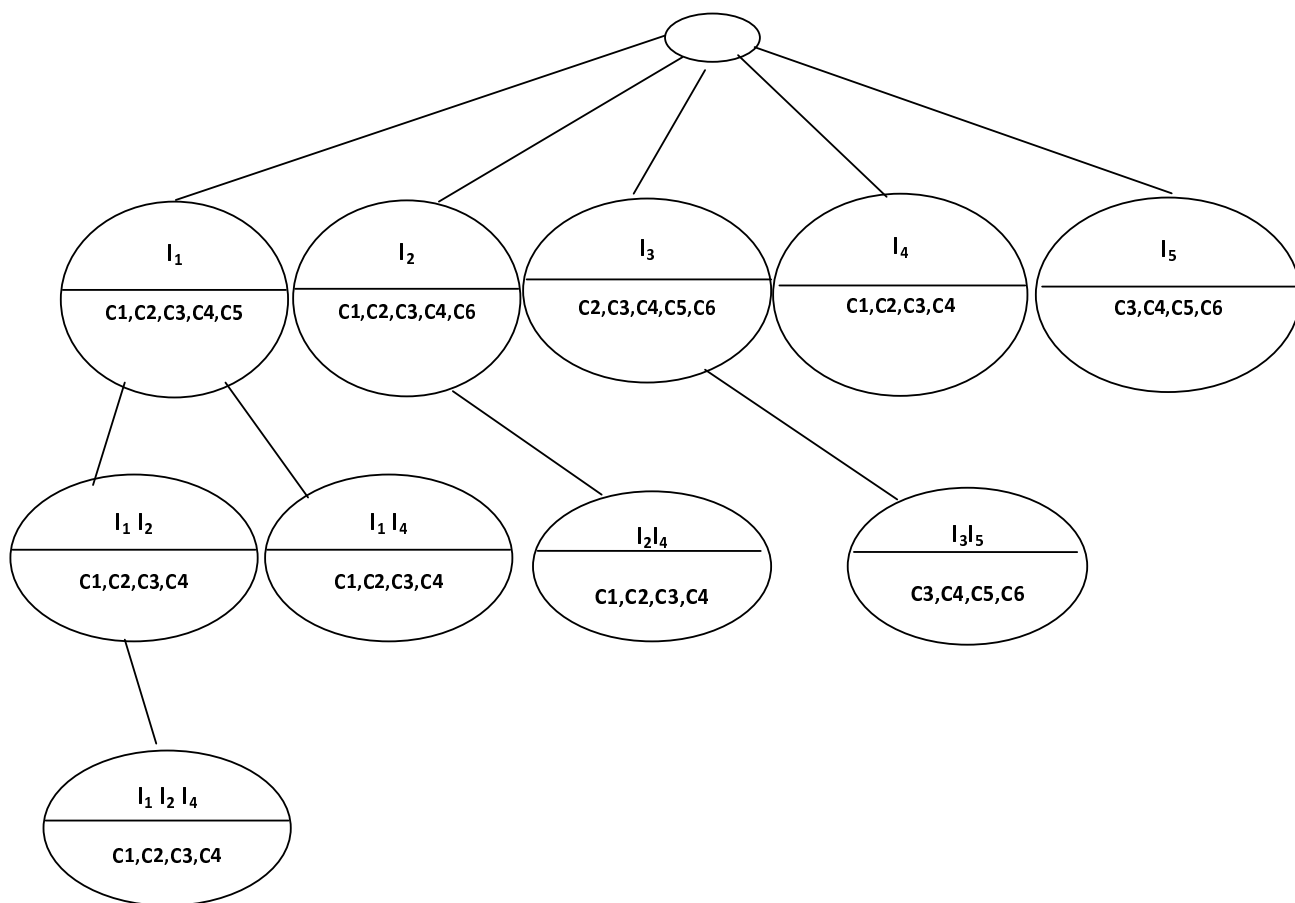 I₁
C1,C2,C3,C4,C5
I₂
C1,C2,C3,C4,C6
I₃
C2,C3,C4,C5,C6
I₄
C1,C2,C3,C4
I₅
C3,C4,C5,C6
I₁ I₂
C1,C2,C3,C4
I₁ I₄
C1,C2,C3,C4
I₂I₄
C1,C2,C3,C4
I₃I₅
C3,C4,C5,C6
I₁ I₂ I₄
C1,C2,C3,C4